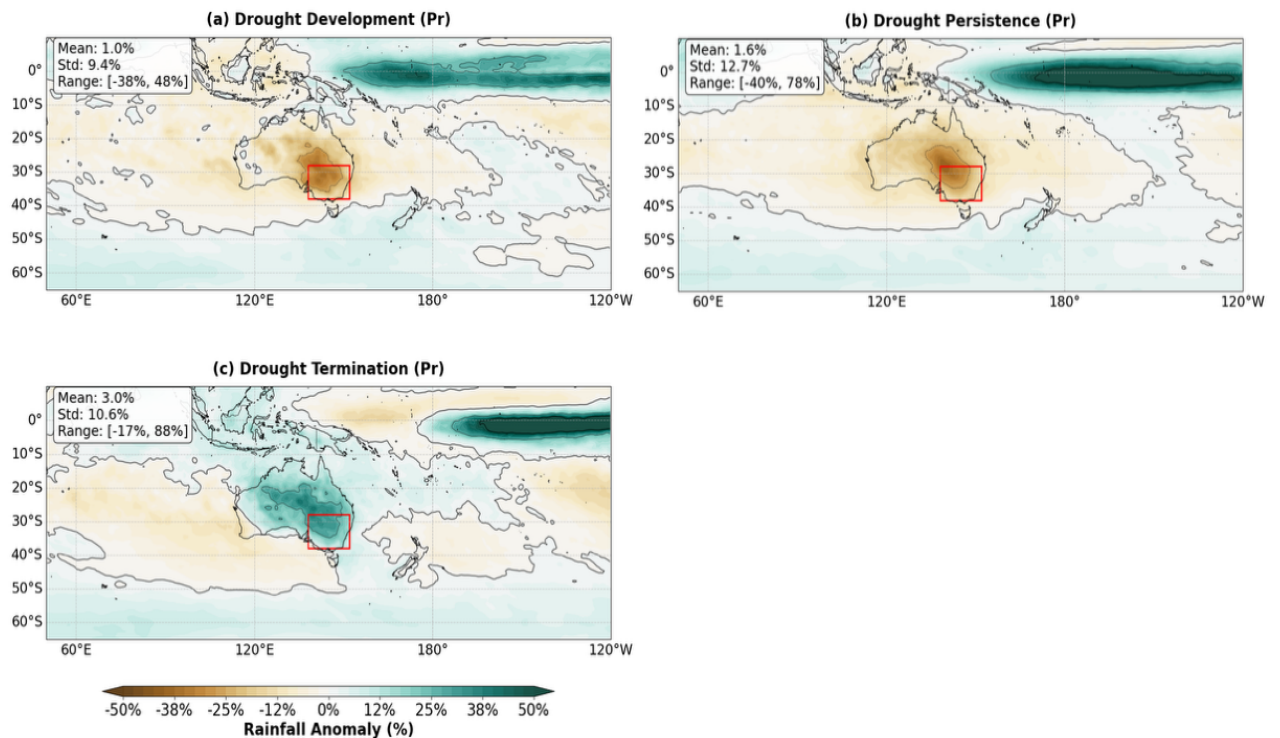 (a) Drought Development (Pr)
Mean: 1.0%
Std: 9.4%
Range: [-38%, 48%]
0°
10°S
20°S
30°S
40°S
50°S
60°S
60°E 120°E 180° 120°W
(b) Drought Persistence (Pr)
Mean: 1.6%
Std: 12.7%
Range: [-40%, 78%]
0°
10°S
20°S
30°S
40°S
50°S
60°S
60°E 120°E 180° 120°W
(c) Drought Termination (Pr)
Mean: 3.0%
Std: 10.6%
Range: [-17%, 88%]
0°
10°S
20°S
30°S
40°S
50°S
60°S
60°E 120°E 180° 120°W
-50% -38% -25% -12% 0% 12% 25% 38% 50%
Rainfall Anomaly (%)